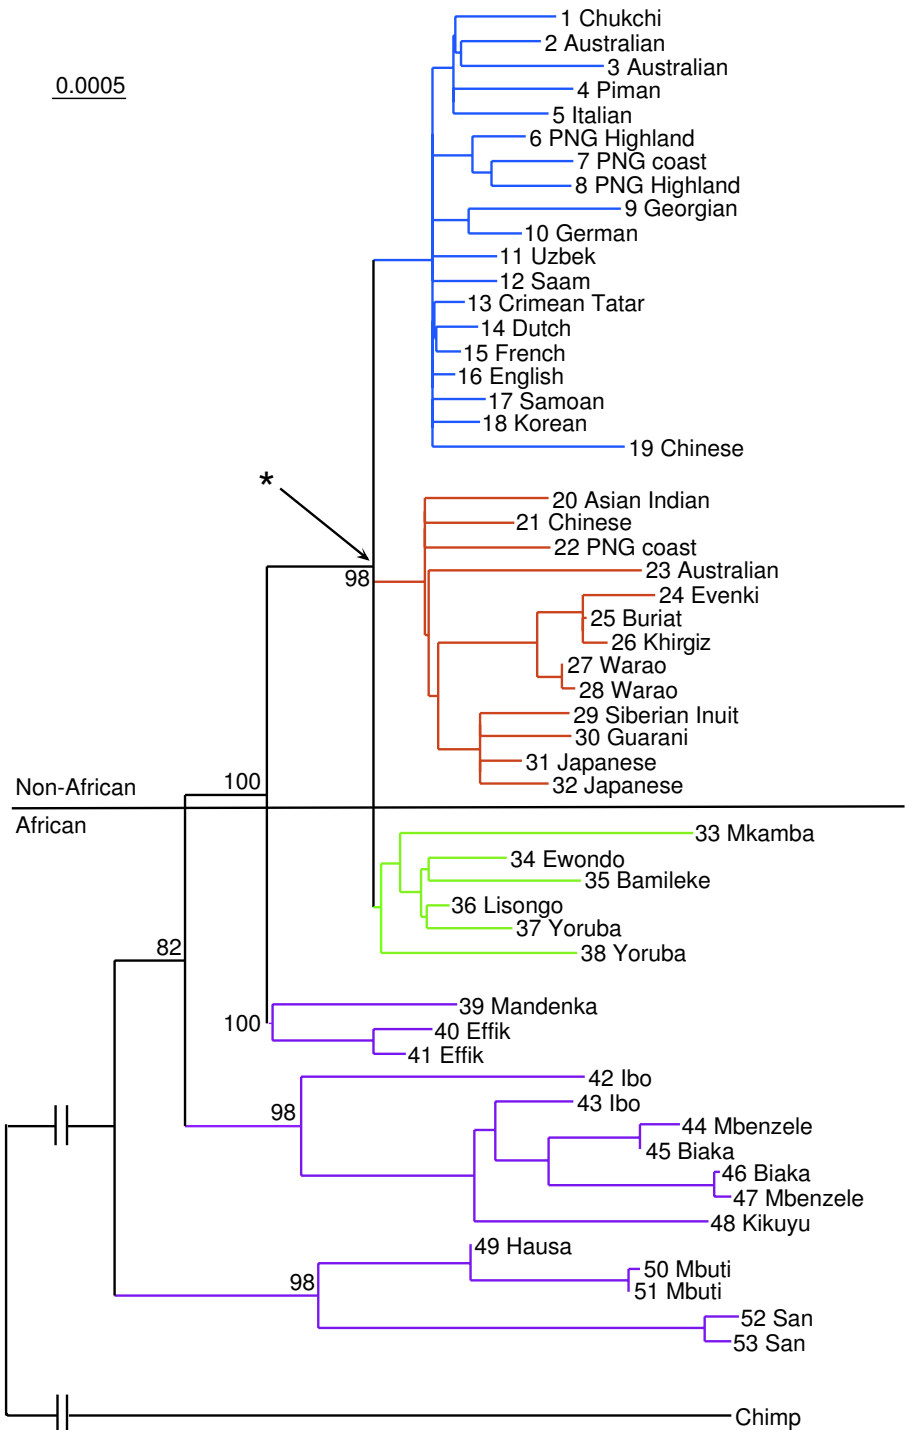 1 Chukchi
2 Australian
0.0005
3 Australian
4 Piman
5 Italian
6 PNG Highland
7 PNG coast
8 PNG Highland
9 Georgian
10 German
11 Uzbek
12 Saam
13 Crimean Tatar
14 Dutch
15 French
16 English
17 Samoan
18 Korean
19 Chinese
*
20 Asian Indian
21 Chinese
22 PNG coast
23 Australian
98
24 Evenki
25 Buriat
26 Khirgiz
27 Warao
28 Warao
29 Siberian Inuit
30 Guarani
31 Japanese
32 Japanese
100
Non-African
African
33 Mkamba
34 Ewondo
35 Bamileke
36 Lisongo
37 Yoruba
38 Yoruba
82
39 Mandenka
100
40 Effik
41 Effik
42 Ibo
43 Ibo
98
44 Mbenzele
45 Biaka
46 Biaka
47 Mbenzele
48 Kikuyu
49 Hausa
50 Mbuti
98
51 Mbuti
52 San
53 San
Chimp